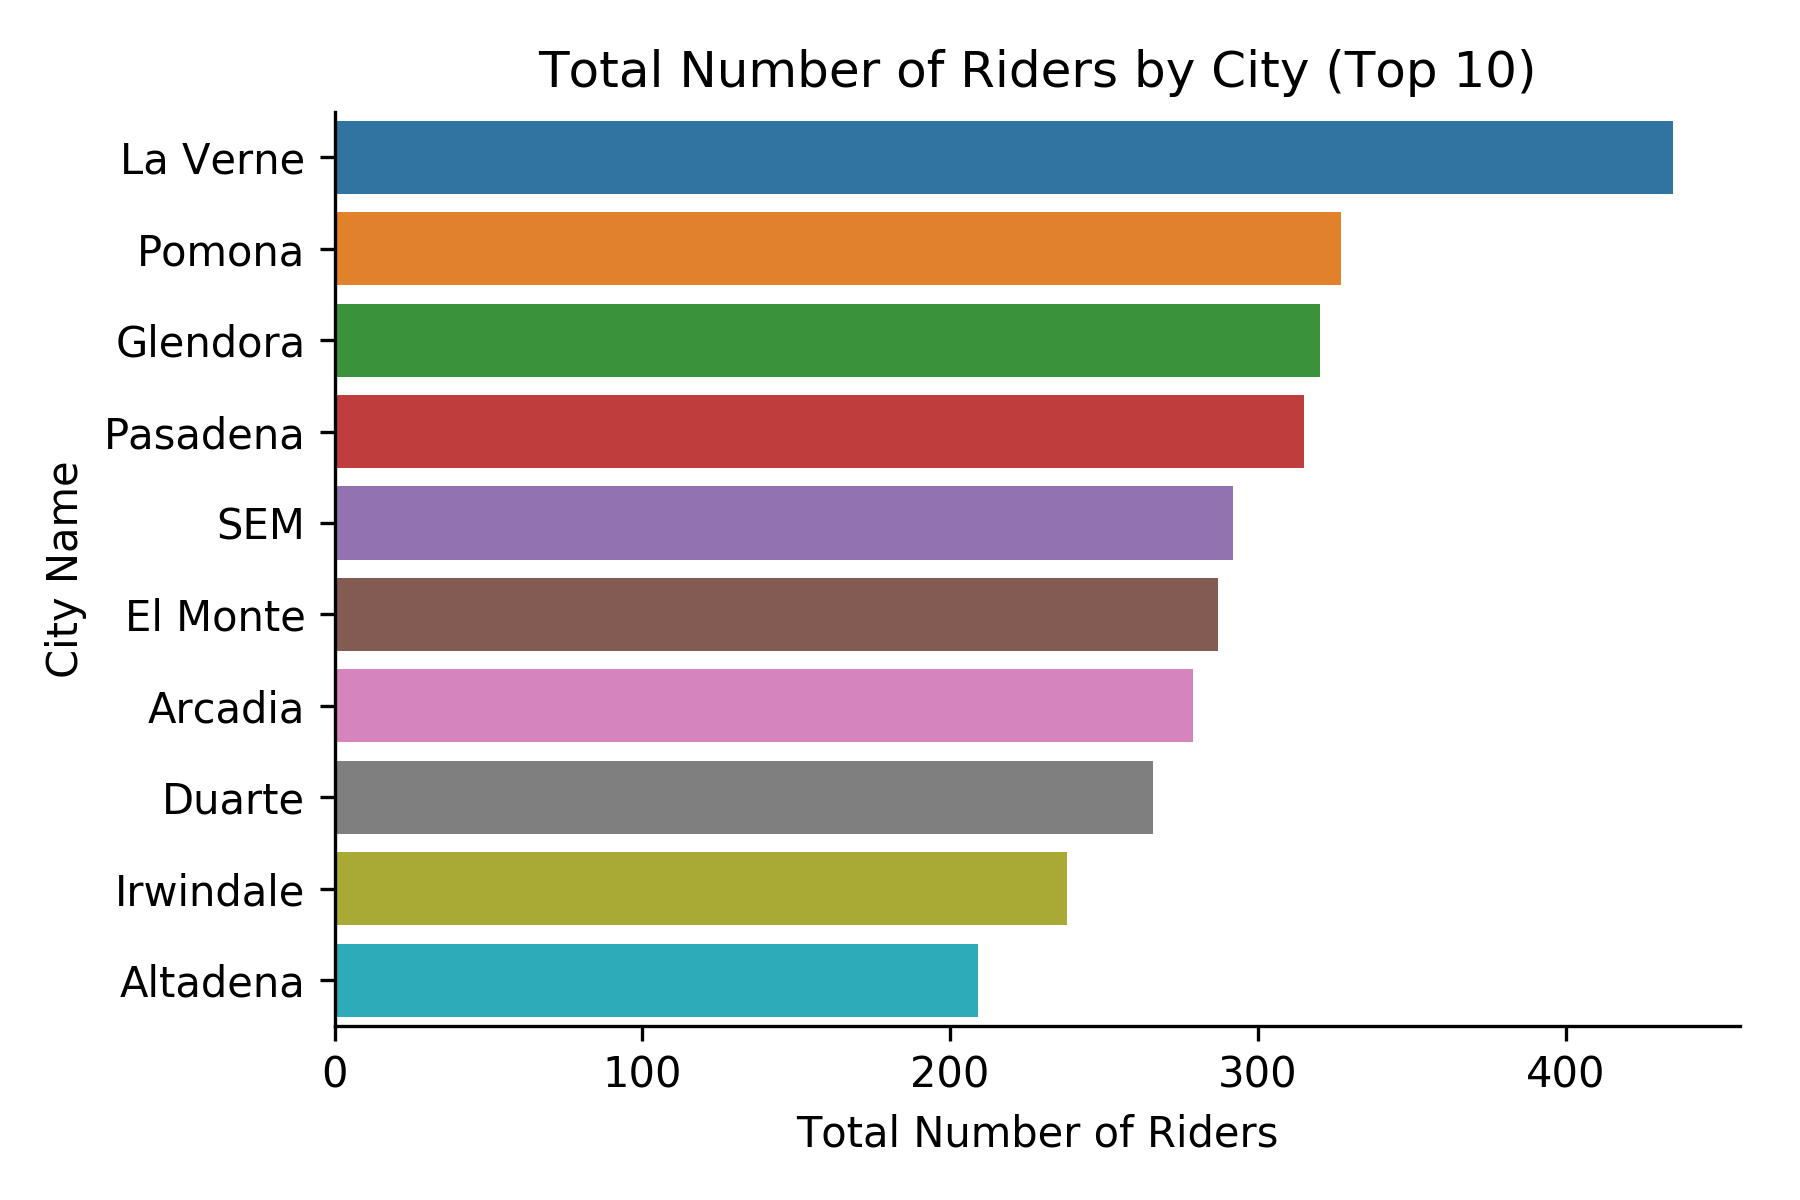 Total Number of Riders by City (Top 10)
La Verne
Pomona
Glendora
Pasadena
SEM
El Monte
Arcadia
Duarte
Irwindale
Altadena
City Name
0 100 200 300 400
Total Number of Riders